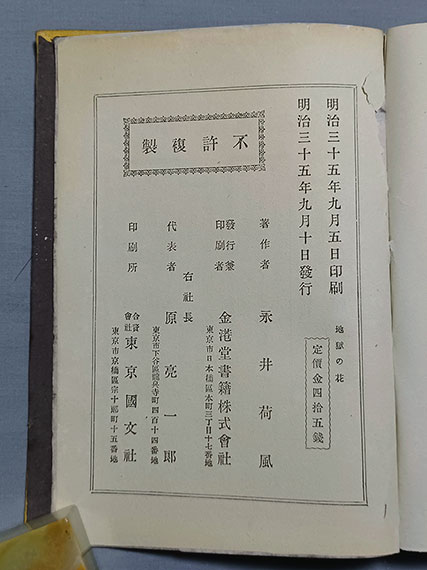 明治三十五年九月五日印刷
明治三十五年九月十日發行
地獄の花
定價金四拾五錢
不許複製
著作者 永井荷風
發行兼印刷者 金港堂書籍株式會社
東京市日本橋區本町三丁目十七番地
右社長
代表者 原亮一郎
東京市下谷區龍泉寺町四百十四番地
印刷所 合資會社 東京國文社
東京市京橋區宗十郎町十五番地